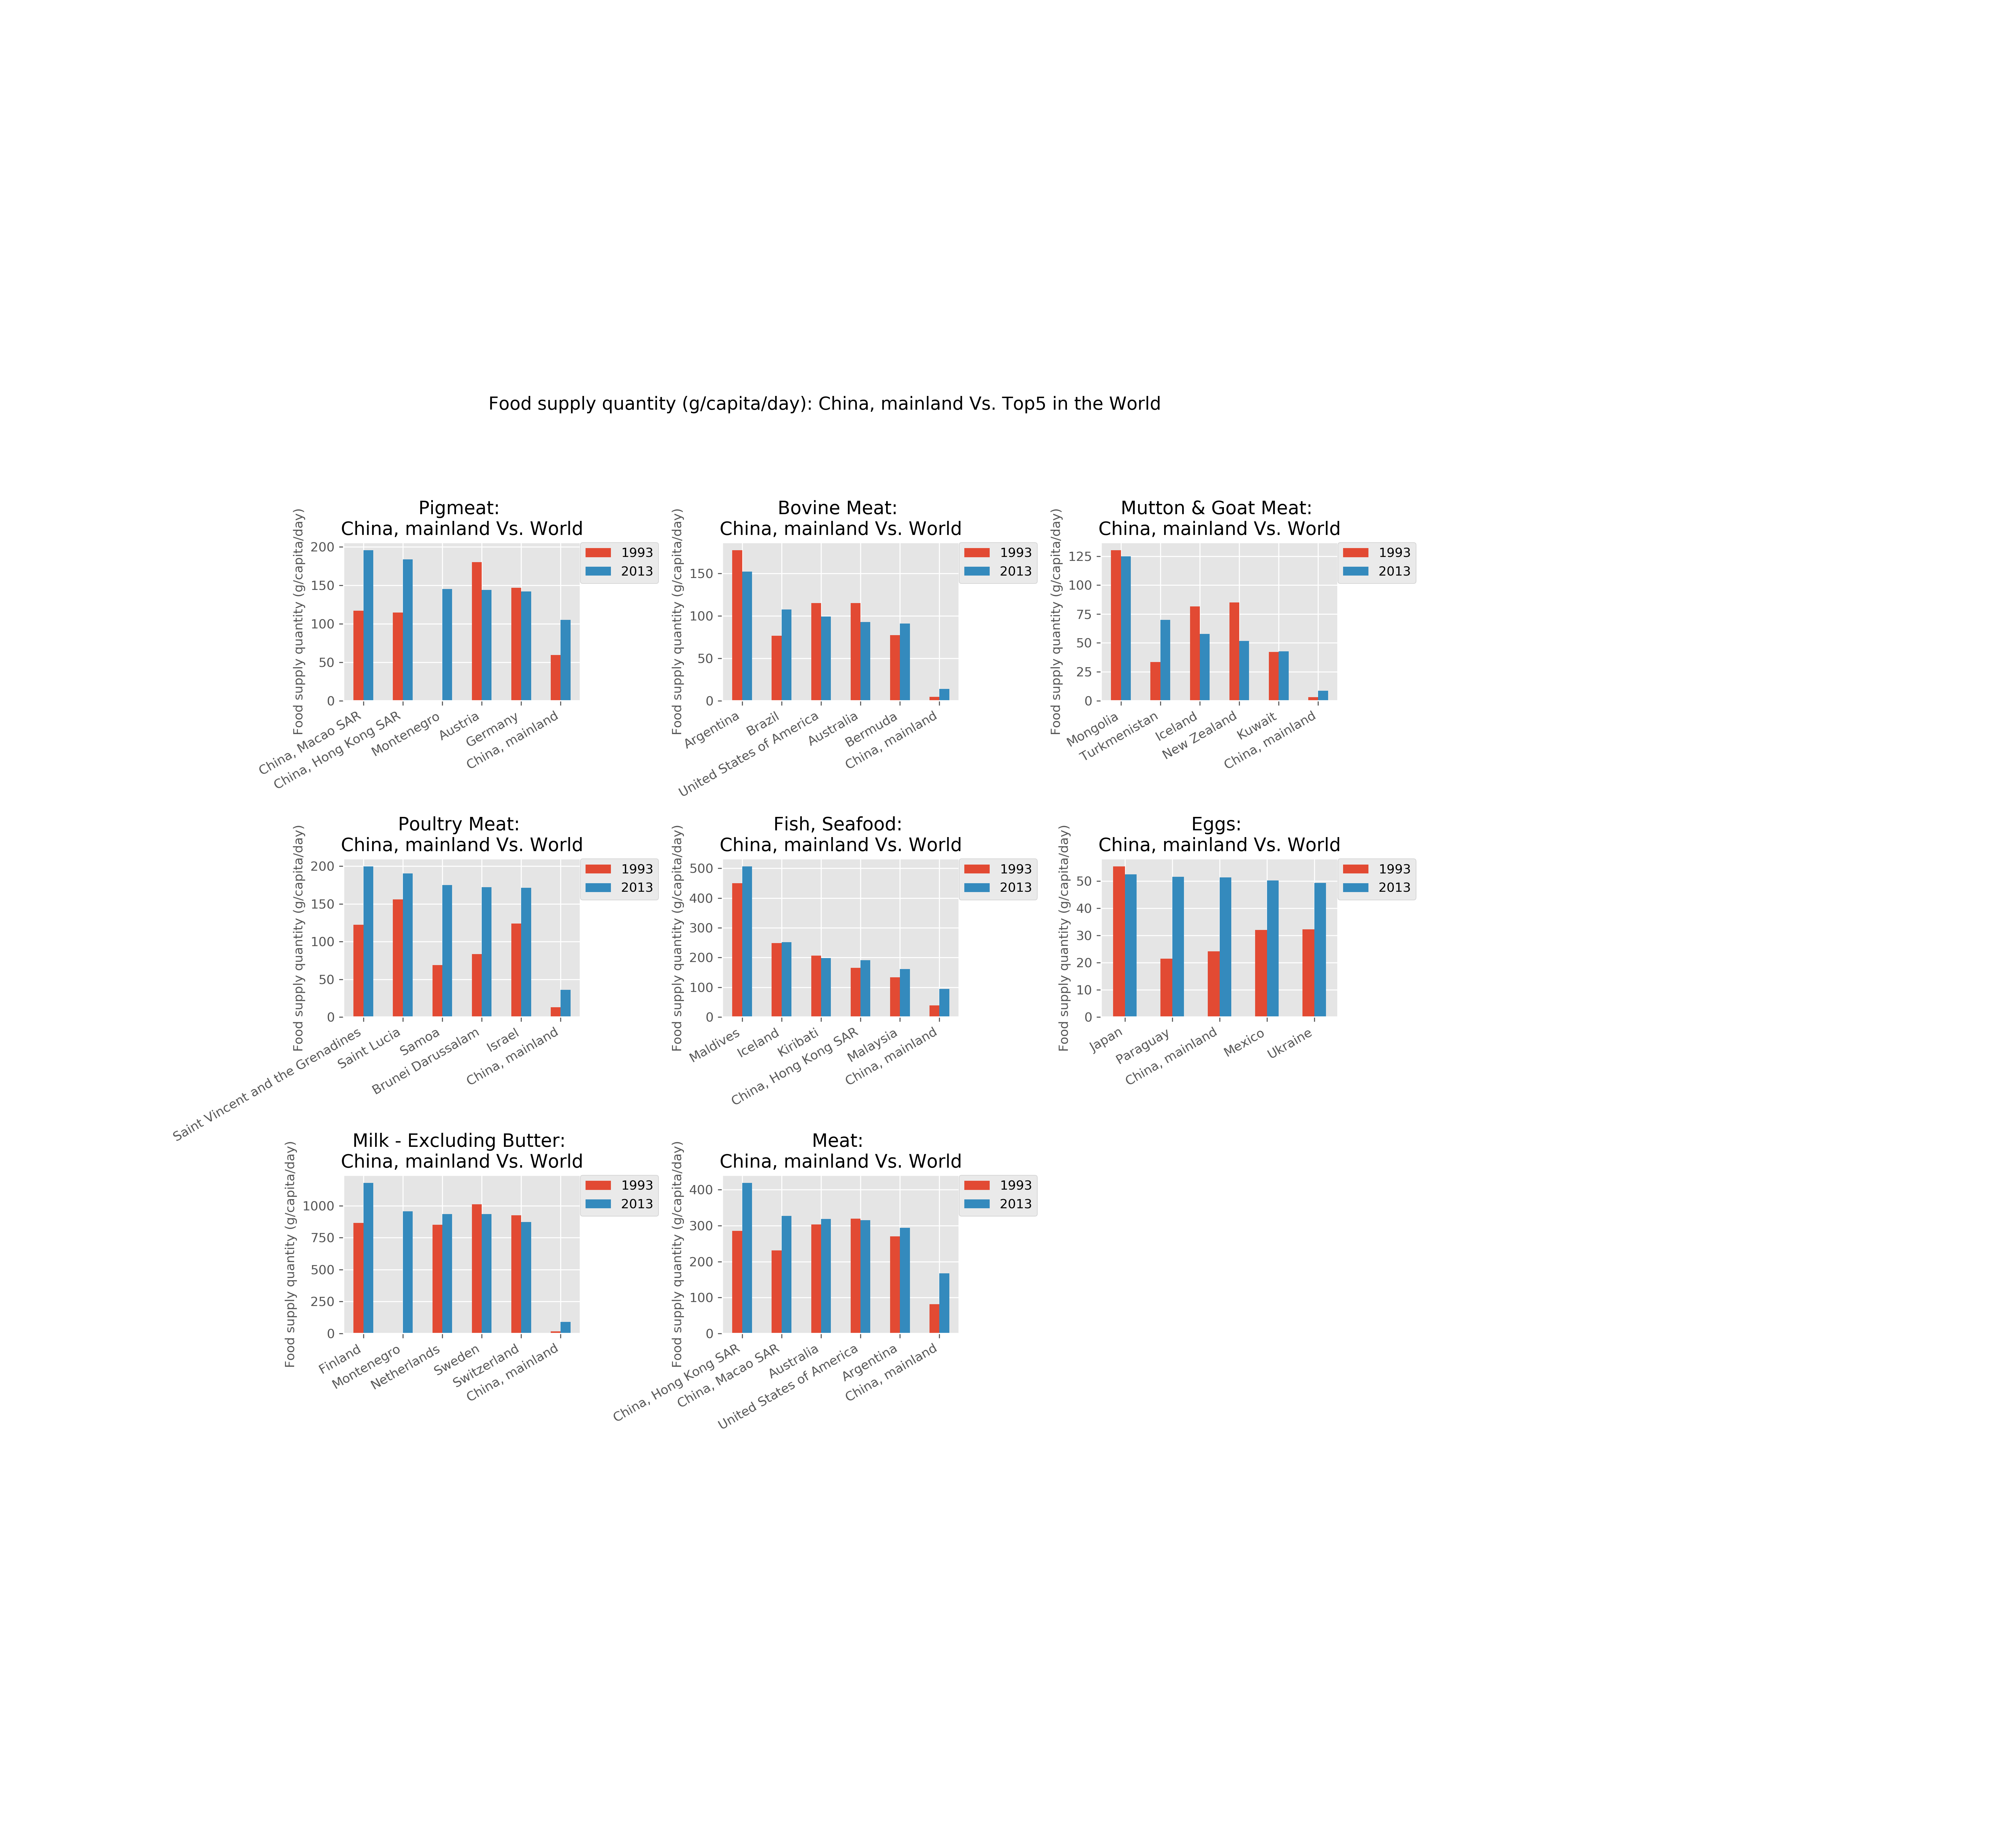 Food supply quantity (g/capita/day): China, mainland Vs. Top5 in the World
Pigmeat:
China, mainland Vs. World
Food supply quantity (g/capita/day)
200
150
100
50
0
1993
2013
China, Macao SAR
China, Hong Kong SAR
Montenegro
Austria
Germany
China, mainland
Bovine Meat:
China, mainland Vs. World
Food supply quantity (g/capita/day)
150
100
50
0
1993
2013
Argentina
Brazil
United States of America
Australia
Bermuda
China, mainland
Mutton & Goat Meat:
China, mainland Vs. World
Food supply quantity (g/capita/day)
125
100
75
50
25
0
1993
2013
Mongolia
Turkmenistan
Iceland
New Zealand
Kuwait
China, mainland
Poultry Meat:
China, mainland Vs. World
Food supply quantity (g/capita/day)
200
150
100
50
0
1993
2013
Saint Vincent and the Grenadines
Saint Lucia
Samoa
Brunei Darussalam
Israel
China, mainland
Fish, Seafood:
China, mainland Vs. World
Food supply quantity (g/capita/day)
500
400
300
200
100
0
1993
2013
Maldives
Iceland
Kiribati
China, Hong Kong SAR
Malaysia
China, mainland
Eggs:
China, mainland Vs. World
Food supply quantity (g/capita/day)
50
40
30
20
10
0
1993
2013
Japan
Paraguay
China, mainland
Mexico
Ukraine
Milk - Excluding Butter:
China, mainland Vs. World
Food supply quantity (g/capita/day)
1000
750
500
250
0
1993
2013
Finland
Montenegro
Netherlands
Sweden
Switzerland
China, mainland
Meat:
China, mainland Vs. World
Food supply quantity (g/capita/day)
400
300
200
100
0
1993
2013
China, Hong Kong SAR
China, Macao SAR
Australia
United States of America
Argentina
China, mainland